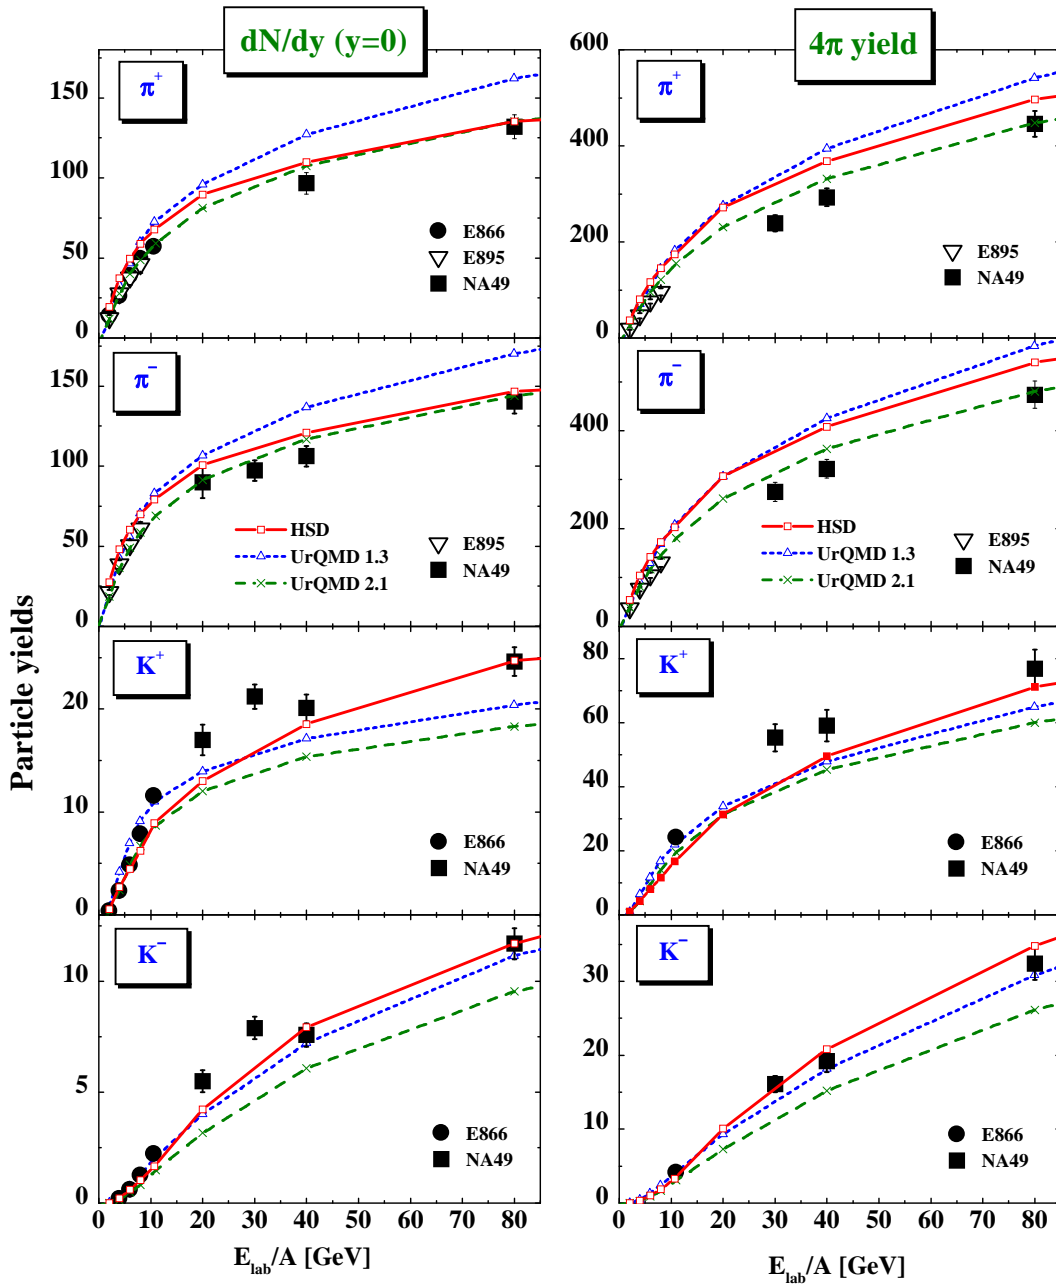 dN/dy (y=0)
4π yield
π⁺
150
100
50
0
E866
E895
NA49
π⁺
600
400
200
0
E895
NA49
π⁻
150
100
50
0
HSD
UrQMD 1.3
UrQMD 2.1
E895
NA49
π⁻
400
200
0
HSD
UrQMD 1.3
UrQMD 2.1
E895
NA49
Particle yields
K⁺
20
10
0
E866
NA49
K⁺
80
60
40
20
0
E866
NA49
K⁻
10
5
0
E866
NA49
0 10 20 30 40 50 60 70 80
E_lab/A [GeV]
K⁻
30
20
10
0
E866
NA49
0 10 20 30 40 50 60 70 80
E_lab/A [GeV]